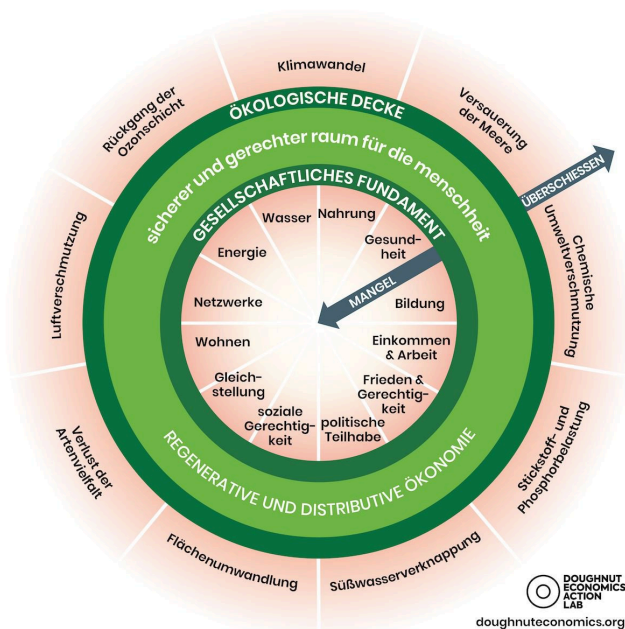 Klimawandel
Versauerung
der Meere
ÜBERSCHIESSEN
Chemische
Umweltverschmutzung
Stickstoff- und
Phosphorbelastung
Süßwasserverknappung
Flächenumwandlung
Verlust der
Artenvielfalt
Luftverschmutzung
Rückgang der
Ozonschicht
ÖKOLOGISCHE DECKE
sicherer und gerechter raum für die menschheit
GESELLSCHAFTLICHES FUNDAMENT
Wasser
Nahrung
Gesund-
heit
MANGEL
Bildung
Einkommen
& Arbeit
Frieden &
Gerechtig-
keit
politische
Teilhabe
soziale
Gerechtig-
keit
Gleich-
stellung
Wohnen
Netzwerke
Energie
REGENERATIVE UND DISTRIBUTIVE ÖKONOMIE
DOUGHNUT
ECONOMICS
ACTION
LAB
doughnuteconomics.org